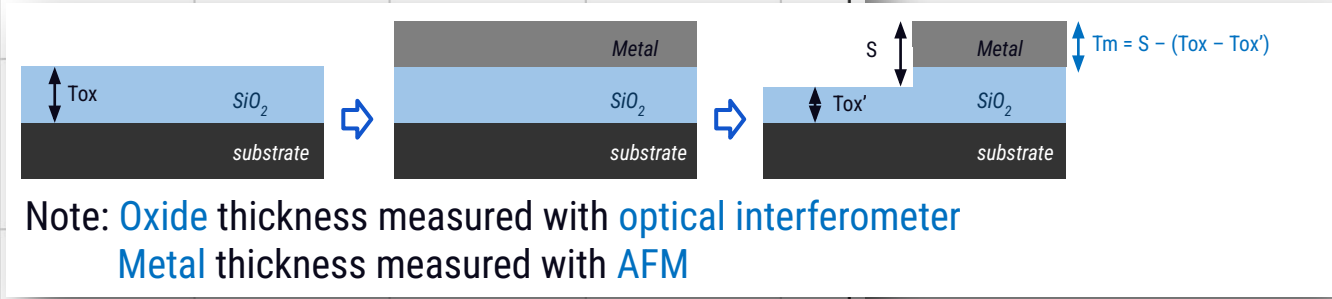 Tox
SiO2
substrate
Metal
SiO2
substrate
S
Metal
Tm = S – (Tox – Tox’)
Tox’
SiO2
substrate
Note: Oxide thickness measured with optical interferometer
Metal thickness measured with AFM